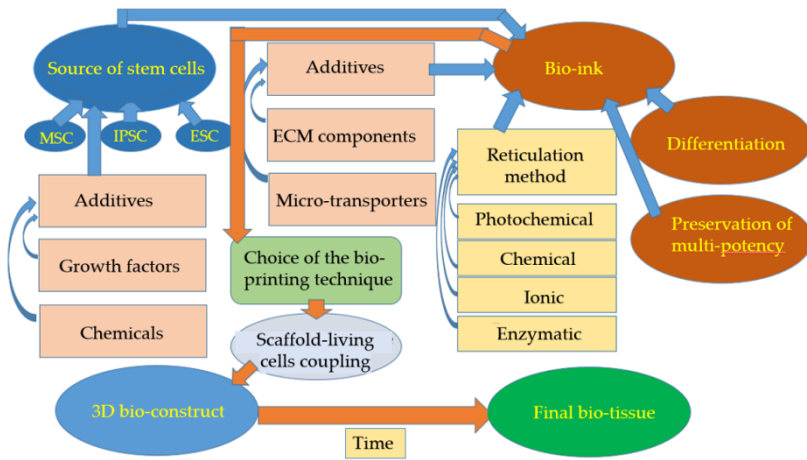 Source of stem cells
MSC
IPSC
ESC
Additives
Growth factors
Chemicals
Additives
ECM components
Micro-transporters
Bio-ink
Reticulation
method
Photochemical
Chemical
Ionic
Enzymatic
Differentiation
Preservation of
multi-potency
Choice of the bio-
printing technique
Scaffold-living
cells coupling
3D bio-construct
Time
Final bio-tissue